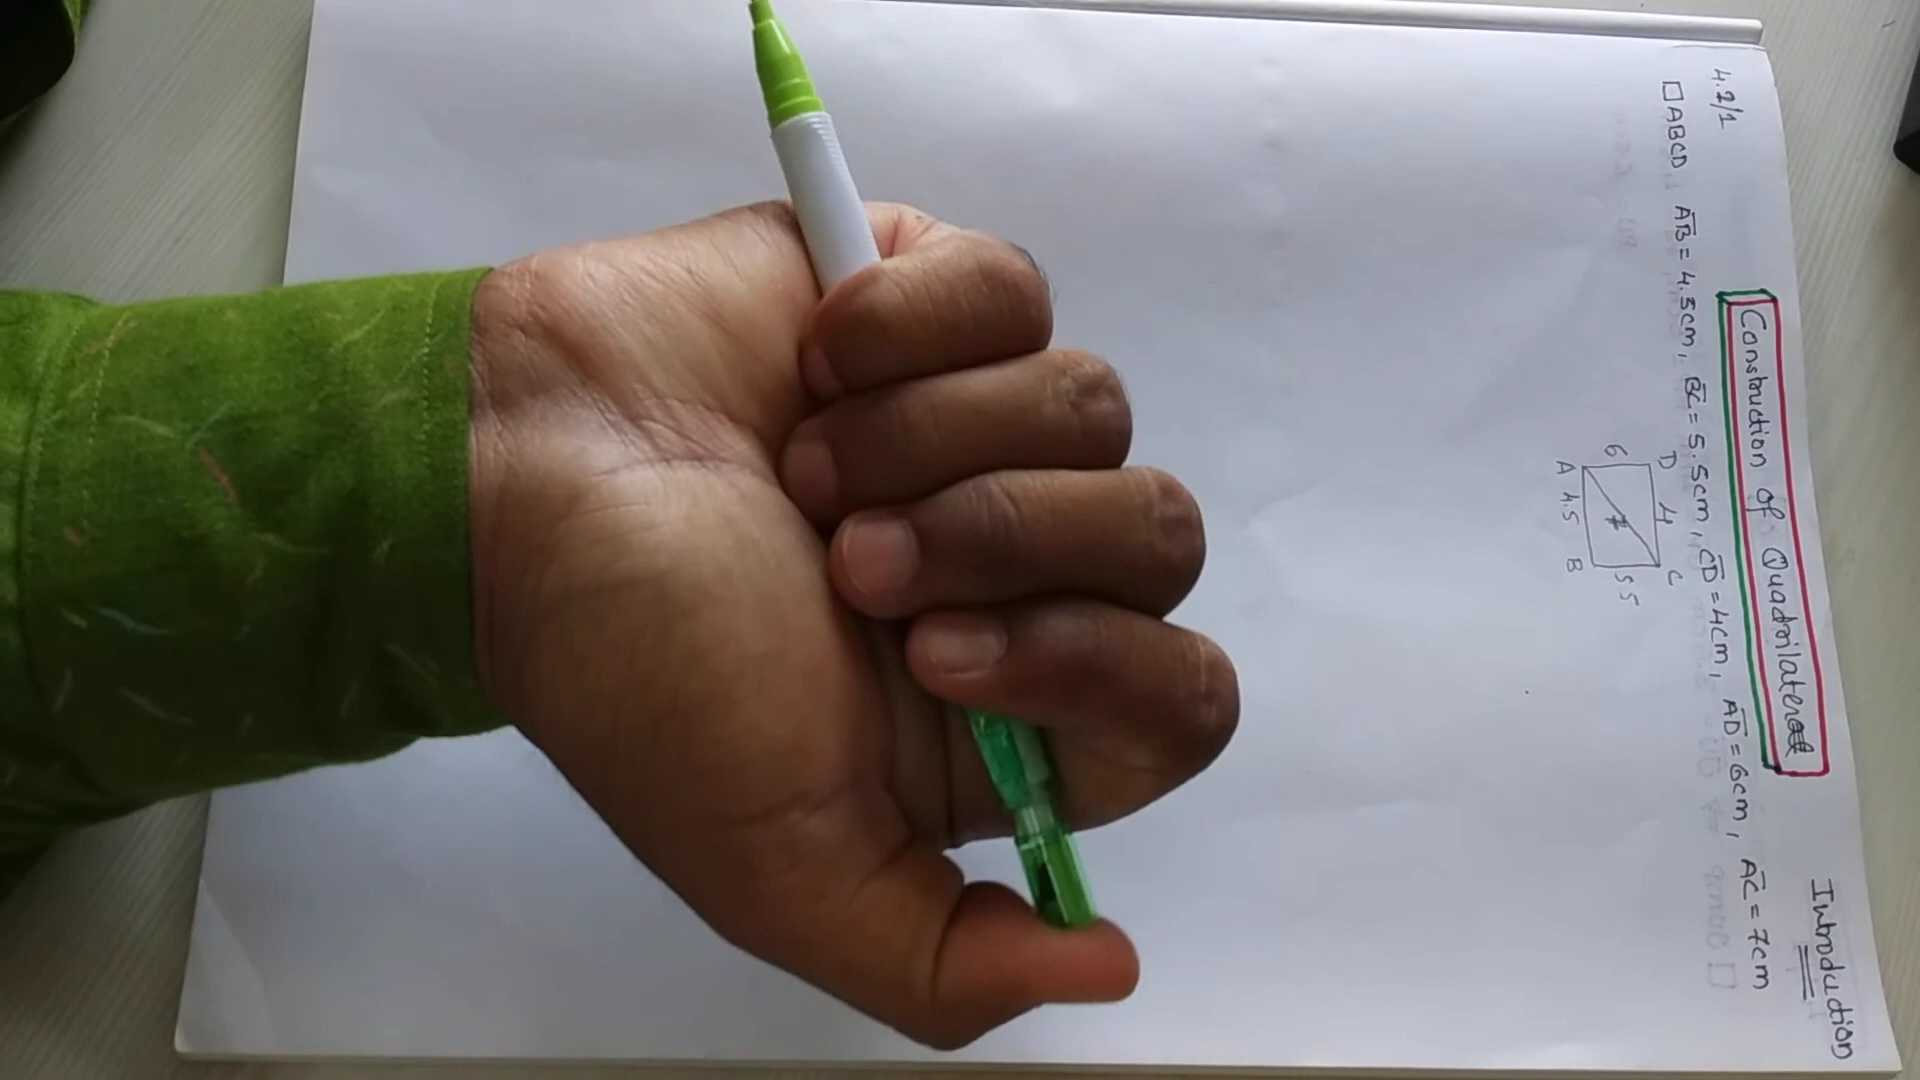 Introduction
Construction of Quadrilateral
4.2/1
□ABCD, AB = 4.5cm, BC = 5.5cm, CD = 4cm, AD = 6cm, AC = 7cm
D 4 C
6 7 5.5
A 4.5 B